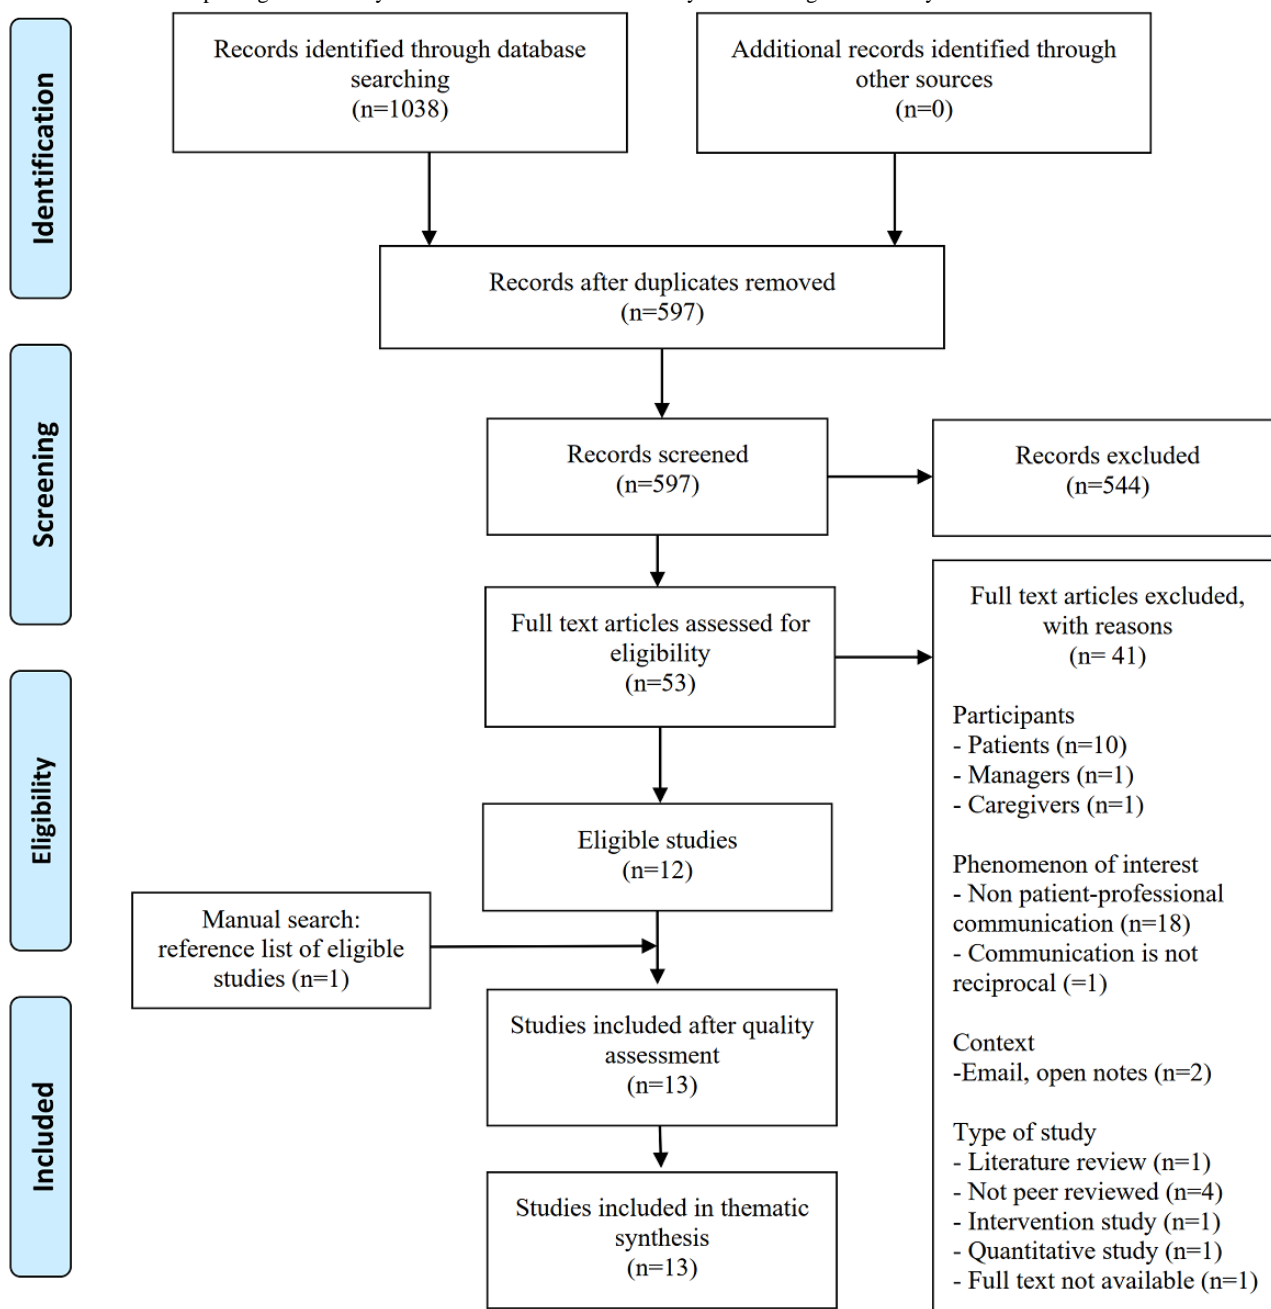 Records identified through database
searching
(n=1038)
Additional records identified through
other sources
(n=0)
Identification
Records after duplicates removed
(n=597)
Screening
Records screened
(n=597)
Records excluded
(n=544)
Full text articles assessed for
eligibility
(n=53)
Full text articles excluded,
with reasons
(n= 41)
Participants
- Patients (n=10)
- Managers (n=1)
- Caregivers (n=1)
Phenomenon of interest
- Non patient-professional
communication (n=18)
- Communication is not
reciprocal (=1)
Context
-Email, open notes (n=2)
Type of study
- Literature review (n=1)
- Not peer reviewed (n=4)
- Intervention study (n=1)
- Quantitative study (n=1)
- Full text not available (n=1)
Eligibility
Eligible studies
(n=12)
Manual search:
reference list of eligible
studies (n=1)
Included
Studies included after quality
assessment
(n=13)
Studies included in thematic
synthesis
(n=13)